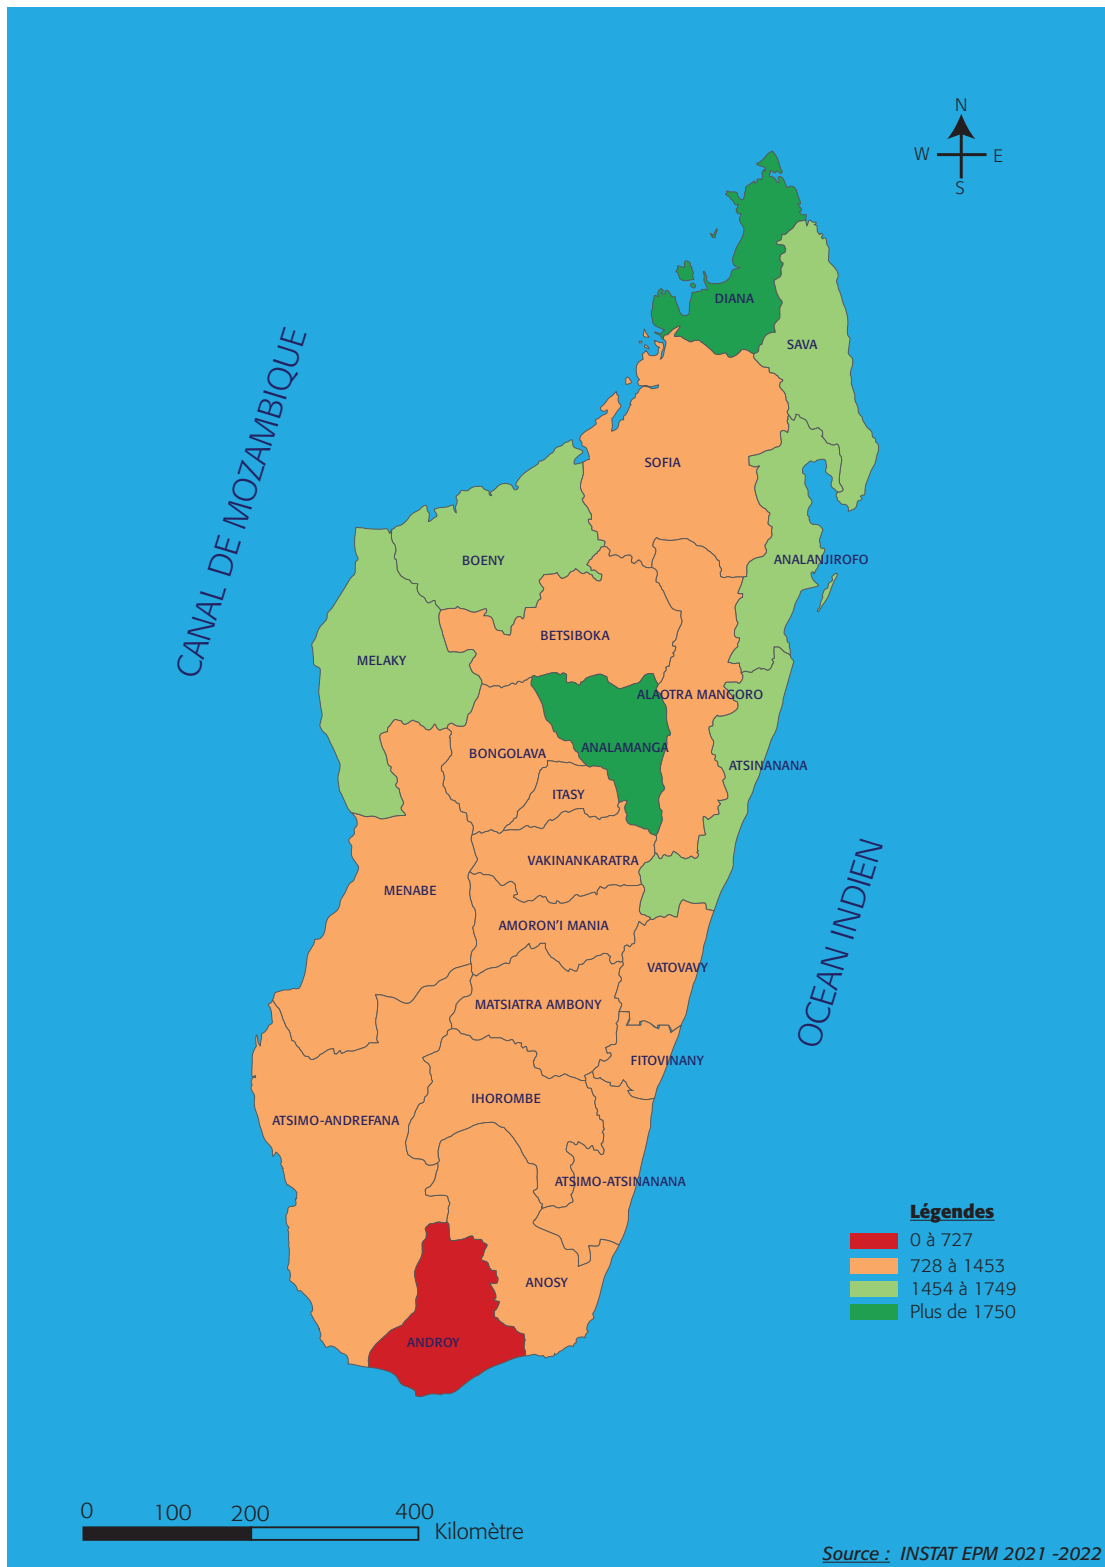 N
W
E
S
DIANA
SAVA
CANAL DE MOZAMBIQUE
SOFIA
BOENY
ANALANJIROFO
BETSIBOKA
MELAKY
ALAOTRA MANGORO
ANALAMANGA
BONGOLAVA
ATSINANANA
ITASY
VAKINANKARATRA
MENABE
OCEAN INDIEN
AMORON'I MANIA
VATOVAVY
MATSIATRA AMBONY
FITOVINANY
IHOROMBE
ATSIMO-ANDREFANA
ATSIMO-ATSINANANA
ANOSY
ANDROY
Légendes
0 à 727
728 à 1453
1454 à 1749
Plus de 1750
0 100 200 400
Kilomètre
Source : INSTAT EPM 2021 -2022